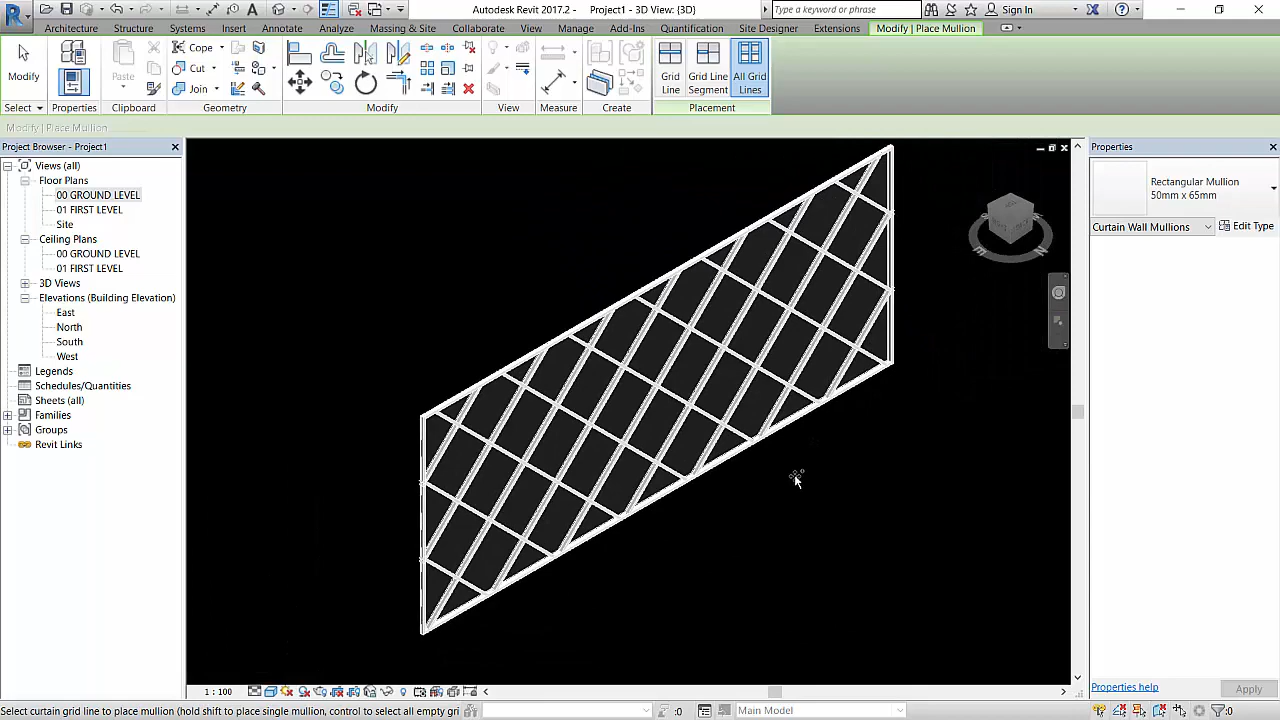 Autodesk Revit 2017.2 - Project1 - 3D View: {3D}
Type a keyword or phrase
Sign In
Architecture Structure Systems Insert Annotate Analyze Massing & Site Collaborate View Manage Add-Ins Quantification Site Designer Extensions Modify | Place Mullion
Modify
Paste
Cope
Cut
Join
Grid Line
Grid Line Segment
All Grid Lines
Select Properties Clipboard Geometry Modify View Measure Create Placement
Modify | Place Mullion
Project Browser - Project1
Views (all)
Floor Plans
00 GROUND LEVEL
01 FIRST LEVEL
Site
Ceiling Plans
00 GROUND LEVEL
01 FIRST LEVEL
3D Views
Elevations (Building Elevation)
East
North
South
West
Legends
Schedules/Quantities
Sheets (all)
Families
Groups
Revit Links
Properties
Rectangular Mullion
50mm x 65mm
Curtain Wall Mullions
Edit Type
Properties help
Apply
1 : 100
Select curtain grid line to place mullion (hold shift to place single mullion, control to select all empty gri
:0
Main Model
:0